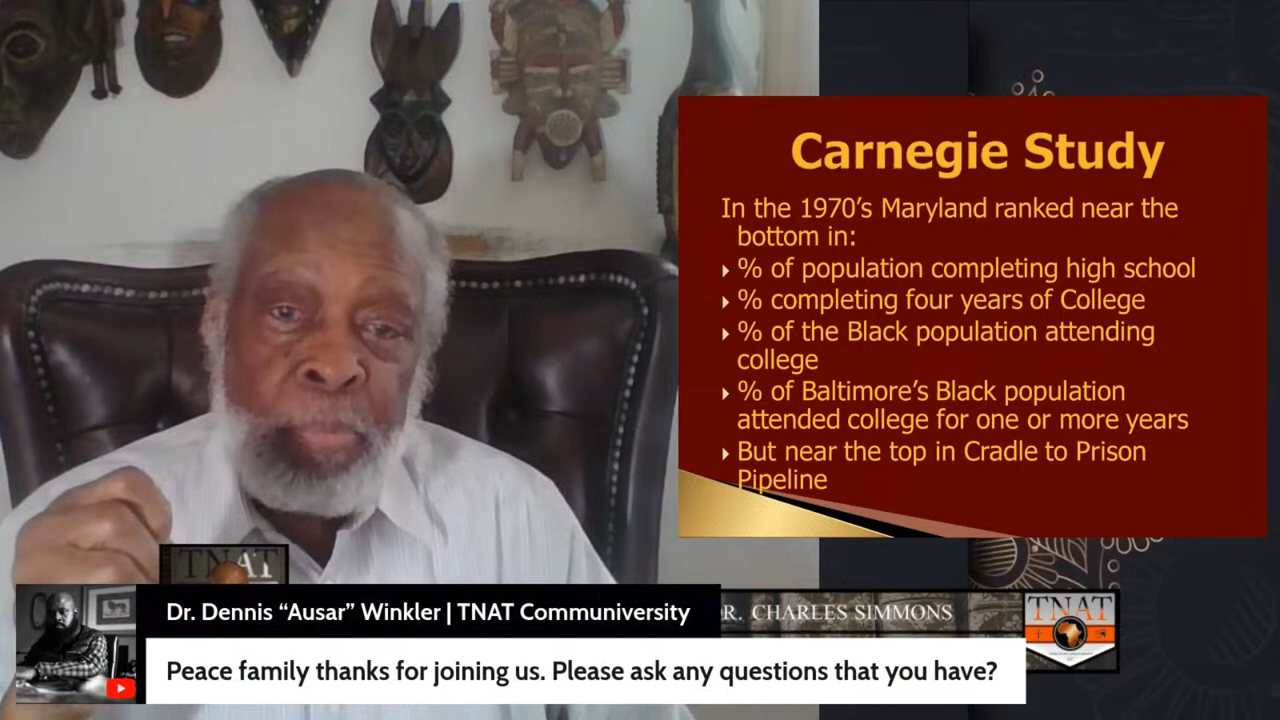 Carnegie Study
In the 1970's Maryland ranked near the
bottom in:
% of population completing high school
% completing four years of College
% of the Black population attending
college
% of Baltimore's Black population
attended college for one or more years
But near the top in Cradle to Prison
Pipeline
TNAT
Dr. Dennis “Ausar” Winkler | TNAT Communiversity
R. CHARLES SIMMONS
TNAT
Peace family thanks for joining us. Please ask any questions that you have?